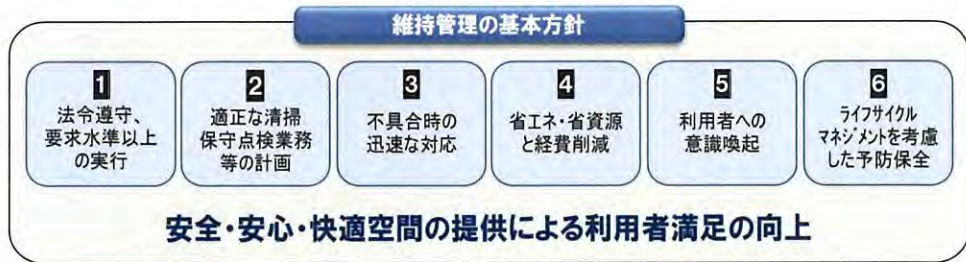 維持管理の基本方針
1
法令遵守、
要求水準以上
の実行
2
適正な清掃
保守点検業務
等の計画
3
不具合時の
迅速な対応
4
省エネ・省資源
と経費削減
5
利用者への
意識喚起
6
ライフサイクル
マネジメントを考慮
した予防保全
安全・安心・快適空間の提供による利用者満足の向上